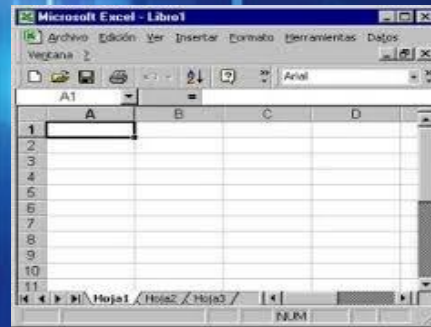 Microsoft Excel - Libro1
Archivo Edición Ver Insertar Formato Herramientas Datos
Ventana ?
Arial
A1 =
A B C D
1
2
3
4
5
6
7
8
9
10
11
Hoja1 Hoja2 Hoja3
NUM